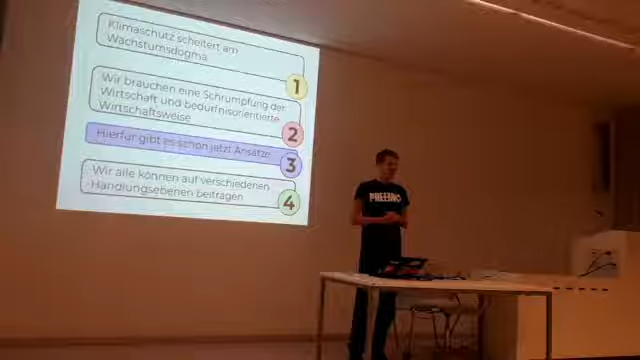 Klimaschutz scheitert am
Wachstumsdogma
1
Wir brauchen eine Schrumpfung der
Wirtschaft und bedürfnisorientierte
Wirtschaftsweise
2
Hierfür gibt es schon jetzt Ansätze
3
Wir alle können auf verschiedenen
Handlungsebenen beitragen
4